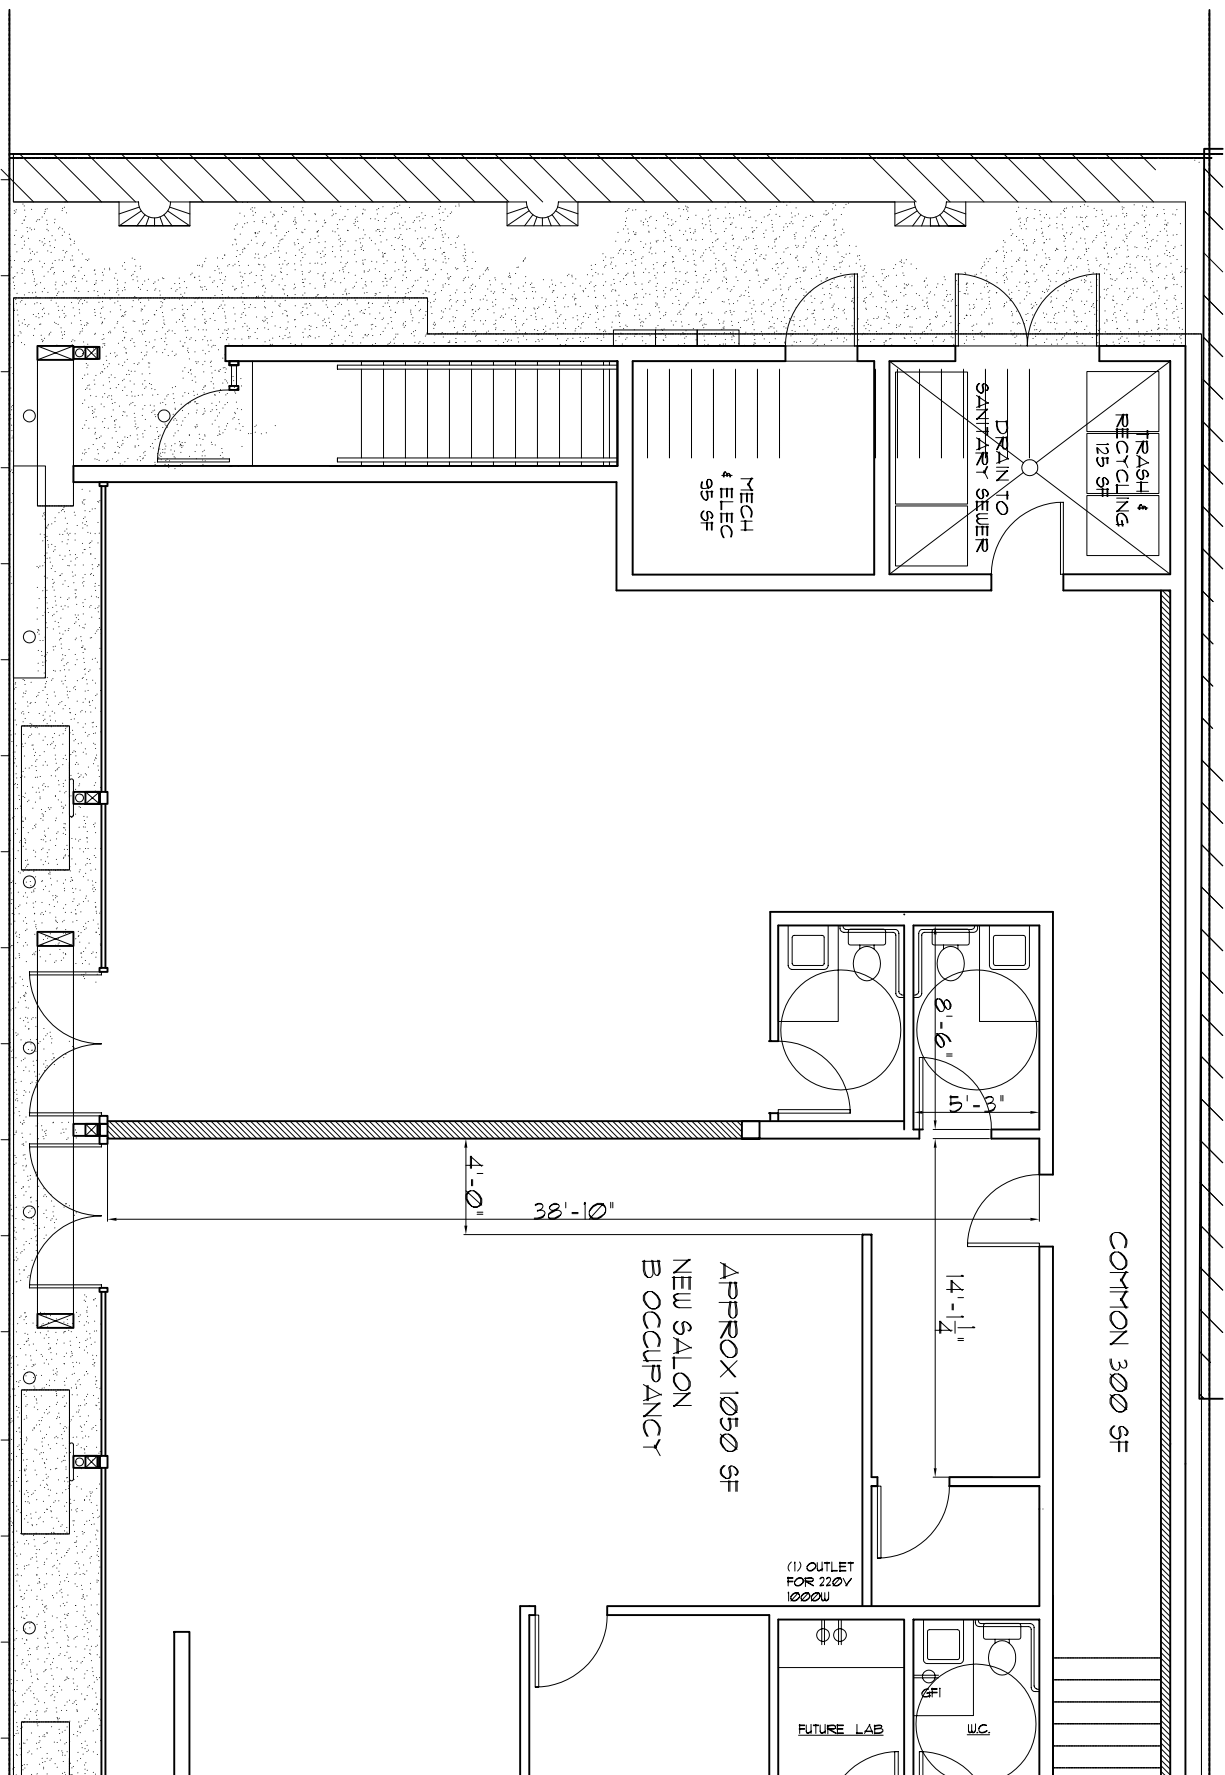 TRASH &
RECYCLING
125 SF
DRAIN TO
SANITARY SEWER
MECH
& ELEC
95 SF
8'-6"
5'-3"
4'-0"
38'-10"
14'-1 1/4"
COMMON 300 SF
APPROX 1050 SF
NEW SALON
B OCCUPANCY
(1) OUTLET
FOR 220V
1000W
GFI
FUTURE LAB
W.C.